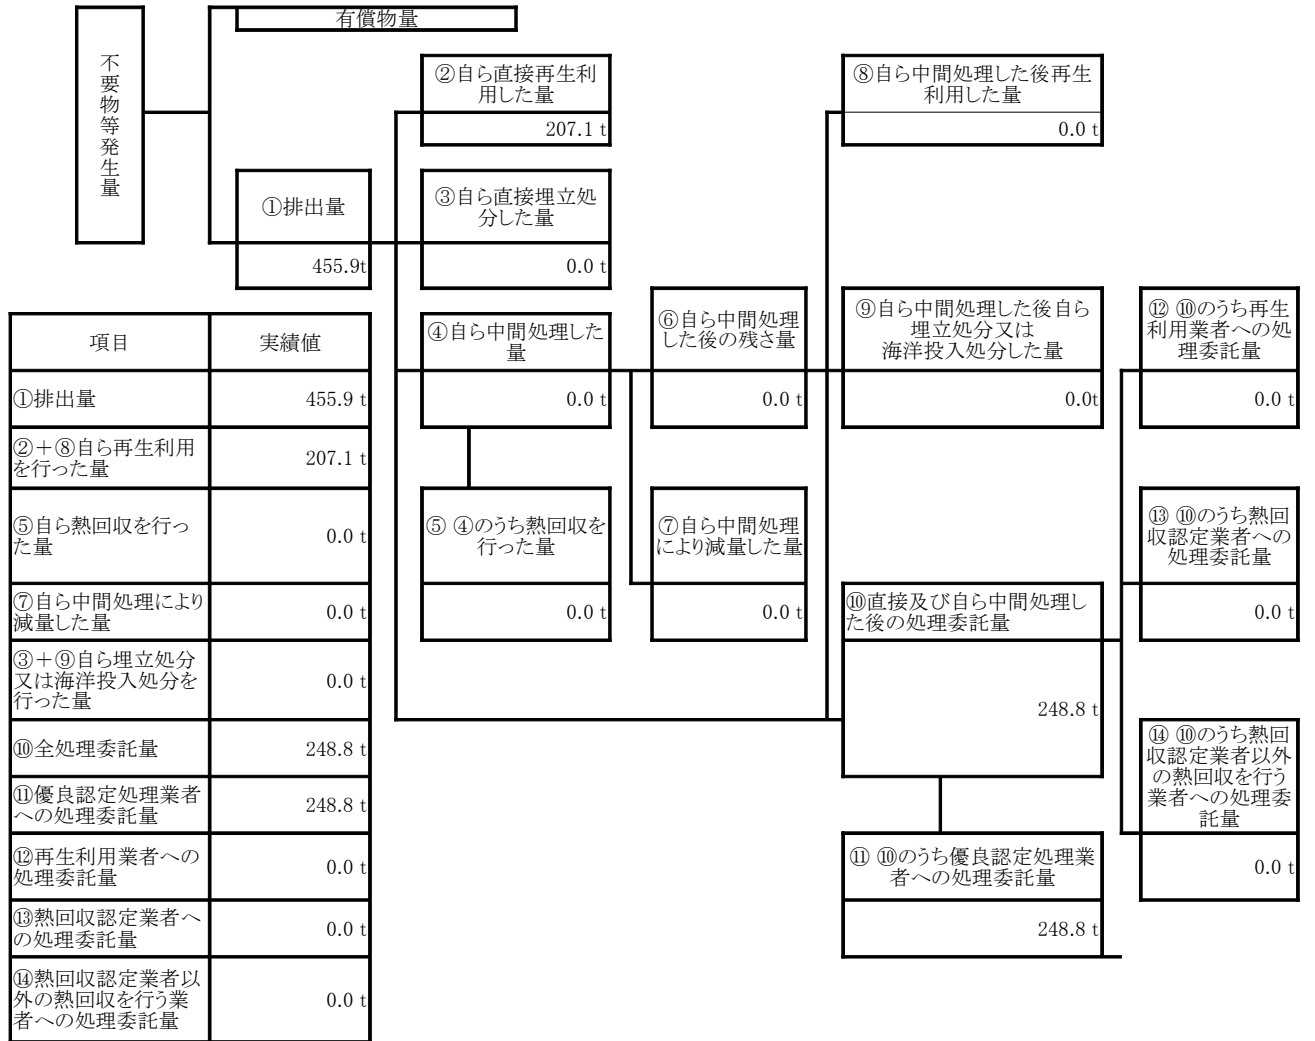 有償物量
不要物等発生量
②自ら直接再生利
用した量
207.1 t
⑧自ら中間処理した後再生
利用した量
0.0 t
①排出量
455.9t
③自ら直接埋立処
分した量
0.0 t
④自ら中間処理した
量
0.0 t
⑥自ら中間処理
した後の残さ量
0.0 t
⑨自ら中間処理した後自ら
埋立処分又は
海洋投入処分した量
0.0t
⑫ ⑩のうち再生
利用業者への処
理委託量
0.0 t
⑤ ④のうち熱回収を
行った量
0.0 t
⑦自ら中間処理
により減量した量
0.0 t
⑩直接及び自ら中間処理し
た後の処理委託量
248.8 t
⑬ ⑩のうち熱回
収認定業者への
処理委託量
0.0 t
⑭ ⑩のうち熱回
収認定業者以外
の熱回収を行う
業者への処理委
託量
0.0 t
⑪ ⑩のうち優良認定処理業
者への処理委託量
248.8 t
項目 実績値
①排出量 455.9 t
②＋⑧自ら再生利用
を行った量
207.1 t
⑤自ら熱回収を行っ
た量
0.0 t
⑦自ら中間処理により
減量した量
0.0 t
③＋⑨自ら埋立処分
又は海洋投入処分を
行った量
0.0 t
⑩全処理委託量 248.8 t
⑪優良認定処理業者
への処理委託量
248.8 t
⑫再生利用業者への
処理委託量
0.0 t
⑬熱回収認定業者へ
の処理委託量
0.0 t
⑭熱回収認定業者以
外の熱回収を行う業
者への処理委託量
0.0 t